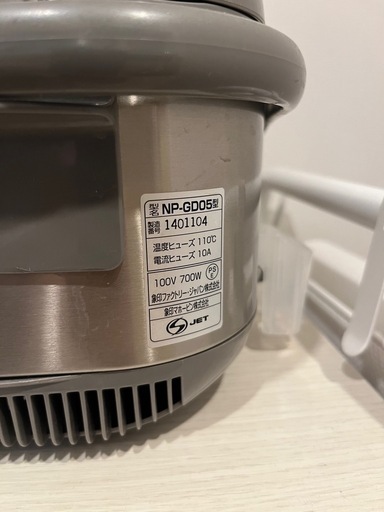 型名 NP-GD05型
製造番号 1401104
温度ヒューズ 110℃
電流ヒューズ 10A
100V 700W PSE
象印ファクトリー・ジャパン株式会社
象印マホービン株式会社
S JET